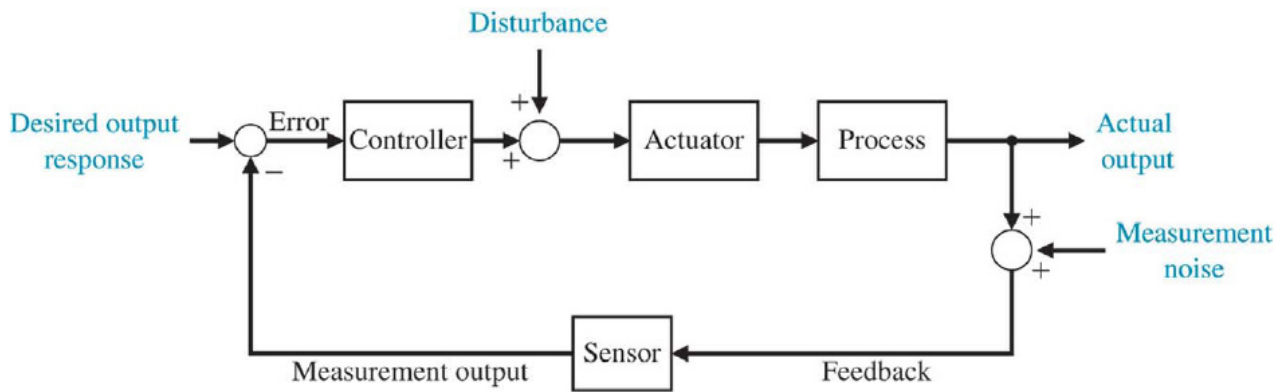 Disturbance
+
Desired output
response
Error
Controller
+
Actuator
Process
Actual
output
−
+
Measurement
noise
+
Sensor
Measurement output
Feedback